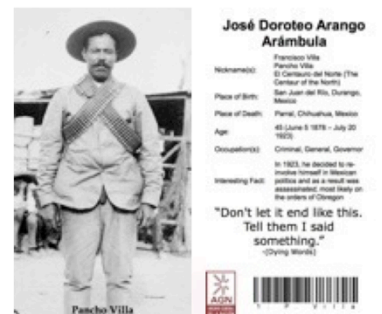 José Doroteo Arango
Arámbula
Nickname(s):
Francisco Villa
Pancho Villa
El Centauro del Norte (The
Centaur of the North)
Place of Birth:
San Juan del Río, Durango,
Mexico
Place of Death:
Parral, Chihuahua, Mexico
Age:
45 (June 5 1878 – July 20
1923)
Occupation(s):
Criminal, General, Governor
Interesting Fact:
In 1923, he decided to re-
involve himself in Mexican
politics and as a result was
assassinated, most likely on
the orders of Obregon
“Don't let it end like this.
Tell them I said
something.”
-(Dying Words)
Pancho Villa
AGN
1 P V i l l a